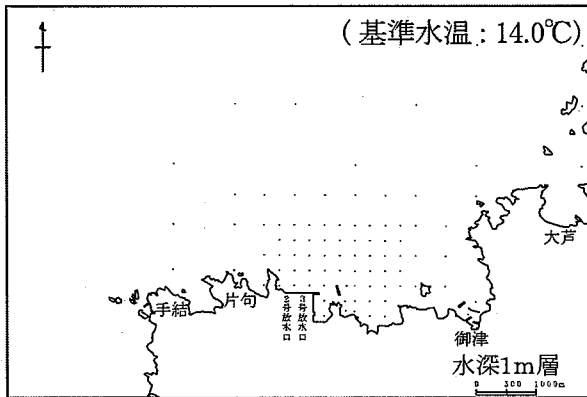 (基準水温：14.0℃)
大芦
片句
手結
2号放水口
3号放水口
御津
水深1m層
0 500 1000m